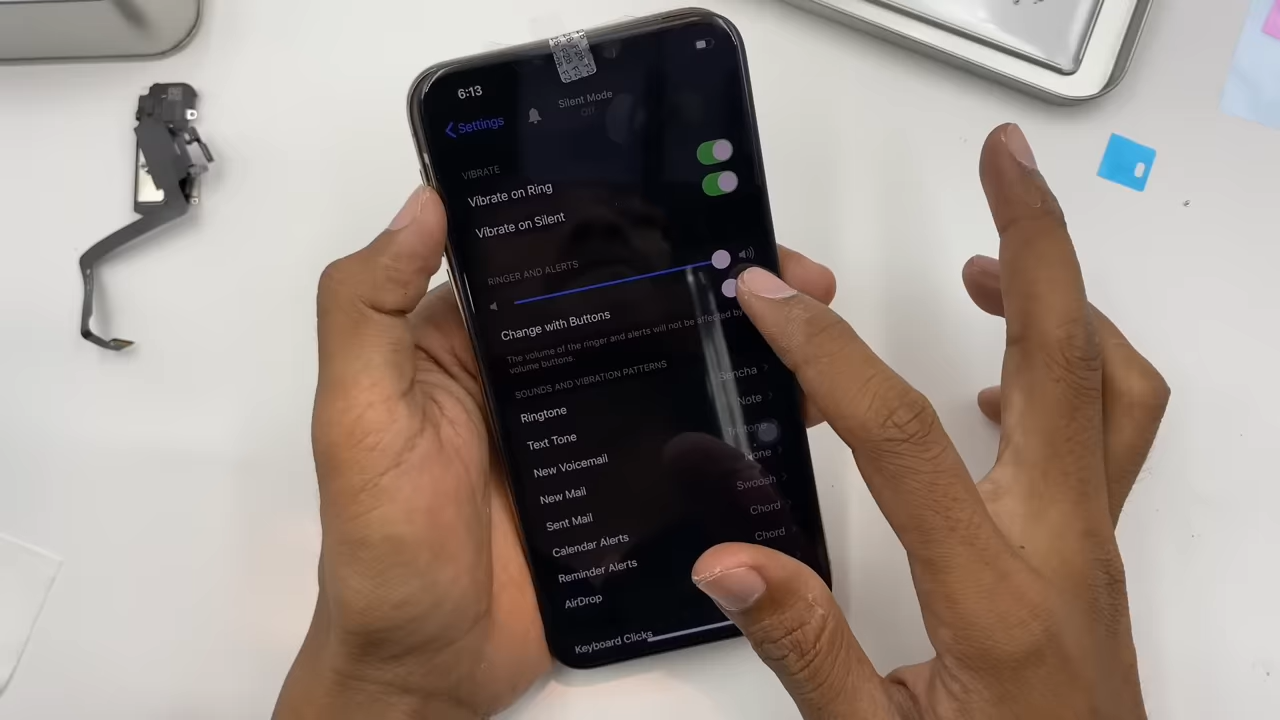 6:13
Silent Mode
Off
Settings
VIBRATE
Vibrate on Ring
Vibrate on Silent
RINGER AND ALERTS
Change with Buttons
The volume of the ringer and alerts will not be affected by
volume buttons.
SOUNDS AND VIBRATION PATTERNS
Ringtone Sencha
Text Tone Note
New Voicemail Tri-tone
New Mail None
Sent Mail Swoosh
Calendar Alerts Chord
Reminder Alerts Chord
AirDrop
Keyboard Clicks